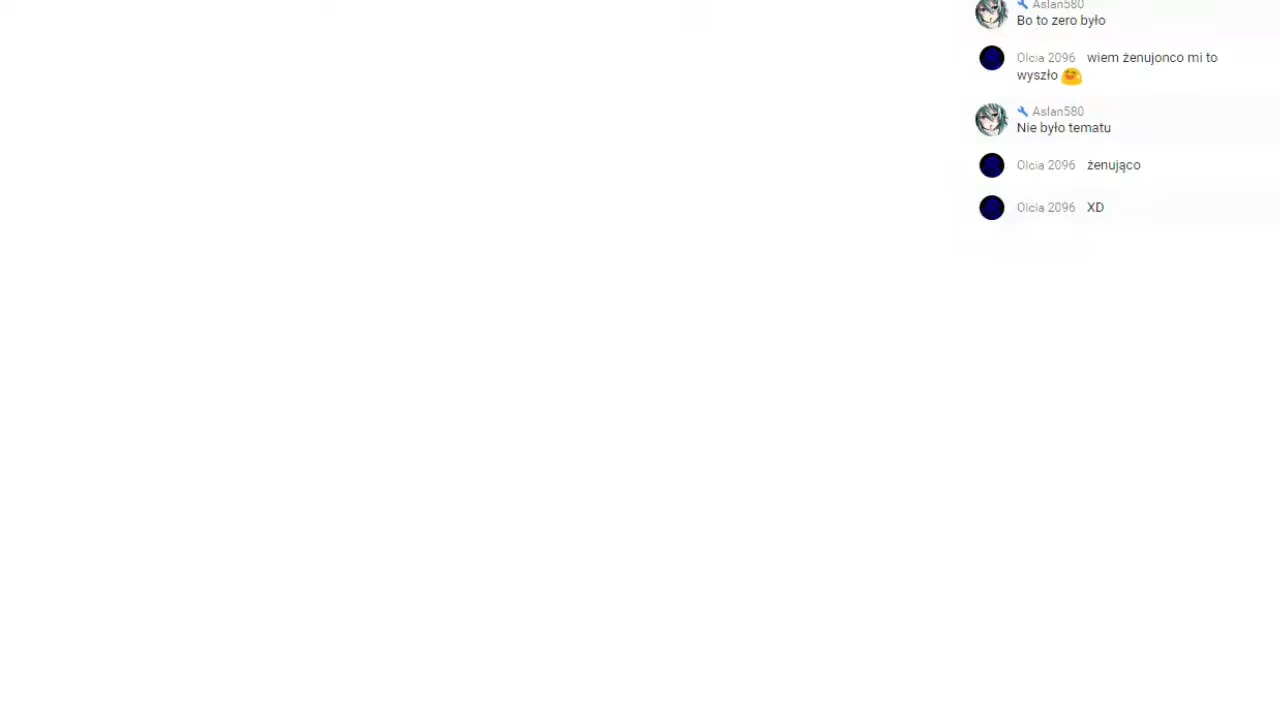 Aslan580
Bo to zero było
Olcia 2096 wiem żenujonco mi to
wyszło
Aslan580
Nie było tematu
Olcia 2096 żenująco
Olcia 2096 XD